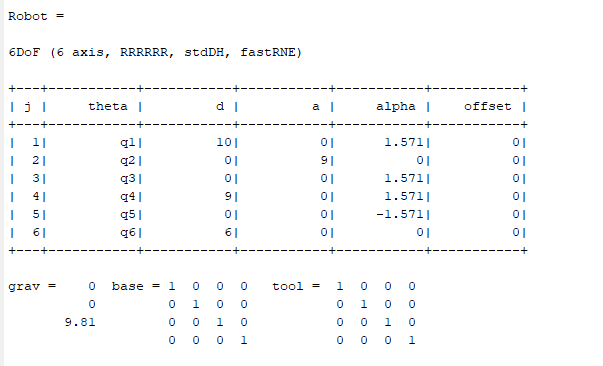 Robot =
6DoF (6 axis, RRRRRR, stdDH, fastRNE)
+---+-----------+-----------+-----------+-----------+-----------+
| j |     theta |         d |         a |     alpha |    offset |
+---+-----------+-----------+-----------+-----------+-----------+
|  1|         q1|         10|          0|      1.571|          0|
|  2|         q2|          0|          9|          0|          0|
|  3|         q3|          0|          0|      1.571|          0|
|  4|         q4|          9|          0|      1.571|          0|
|  5|         q5|          0|          0|     -1.571|          0|
|  6|         q6|          6|          0|          0|          0|
+---+-----------+-----------+-----------+-----------+-----------+
grav =    0  base = 1  0  0  0   tool =  1  0  0  0
          0         0  1  0  0           0  1  0  0
       9.81         0  0  1  0           0  0  1  0
                    0  0  0  1           0  0  0  1